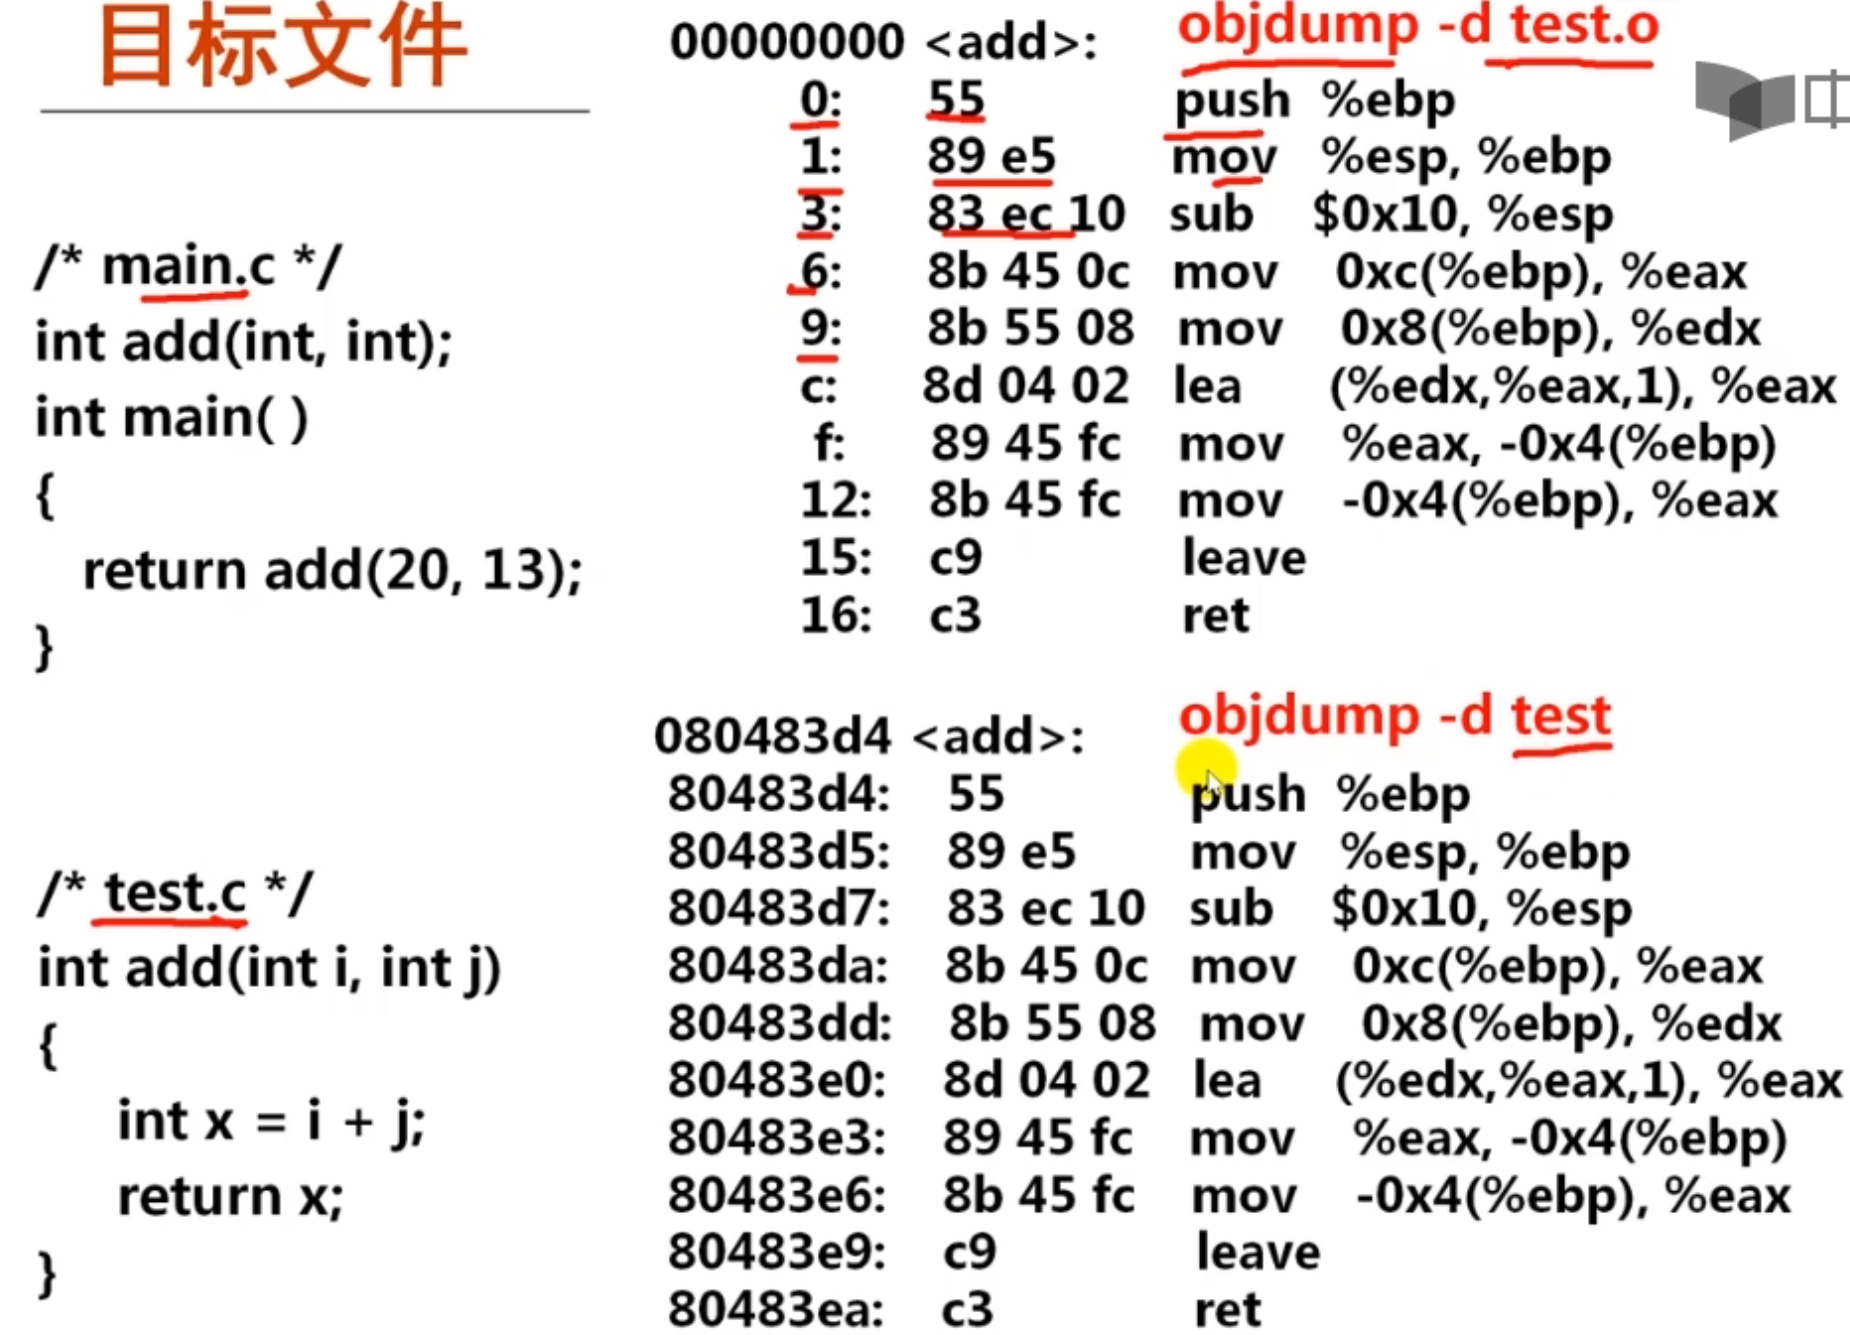 目标文件
/* main.c */
int add(int, int);
int main( )
{
return add(20, 13);
}
/* test.c */
int add(int i, int j)
{
int x = i + j;
return x;
}
objdump -d test.o
00000000 <add>:
0: 55 push %ebp
1: 89 e5 mov %esp, %ebp
3: 83 ec 10 sub $0x10, %esp
6: 8b 45 0c mov 0xc(%ebp), %eax
9: 8b 55 08 mov 0x8(%ebp), %edx
c: 8d 04 02 lea (%edx,%eax,1), %eax
f: 89 45 fc mov %eax, -0x4(%ebp)
12: 8b 45 fc mov -0x4(%ebp), %eax
15: c9 leave
16: c3 ret
objdump -d test
080483d4 <add>:
80483d4: 55 push %ebp
80483d5: 89 e5 mov %esp, %ebp
80483d7: 83 ec 10 sub $0x10, %esp
80483da: 8b 45 0c mov 0xc(%ebp), %eax
80483dd: 8b 55 08 mov 0x8(%ebp), %edx
80483e0: 8d 04 02 lea (%edx,%eax,1), %eax
80483e3: 89 45 fc mov %eax, -0x4(%ebp)
80483e6: 8b 45 fc mov -0x4(%ebp), %eax
80483e9: c9 leave
80483ea: c3 ret